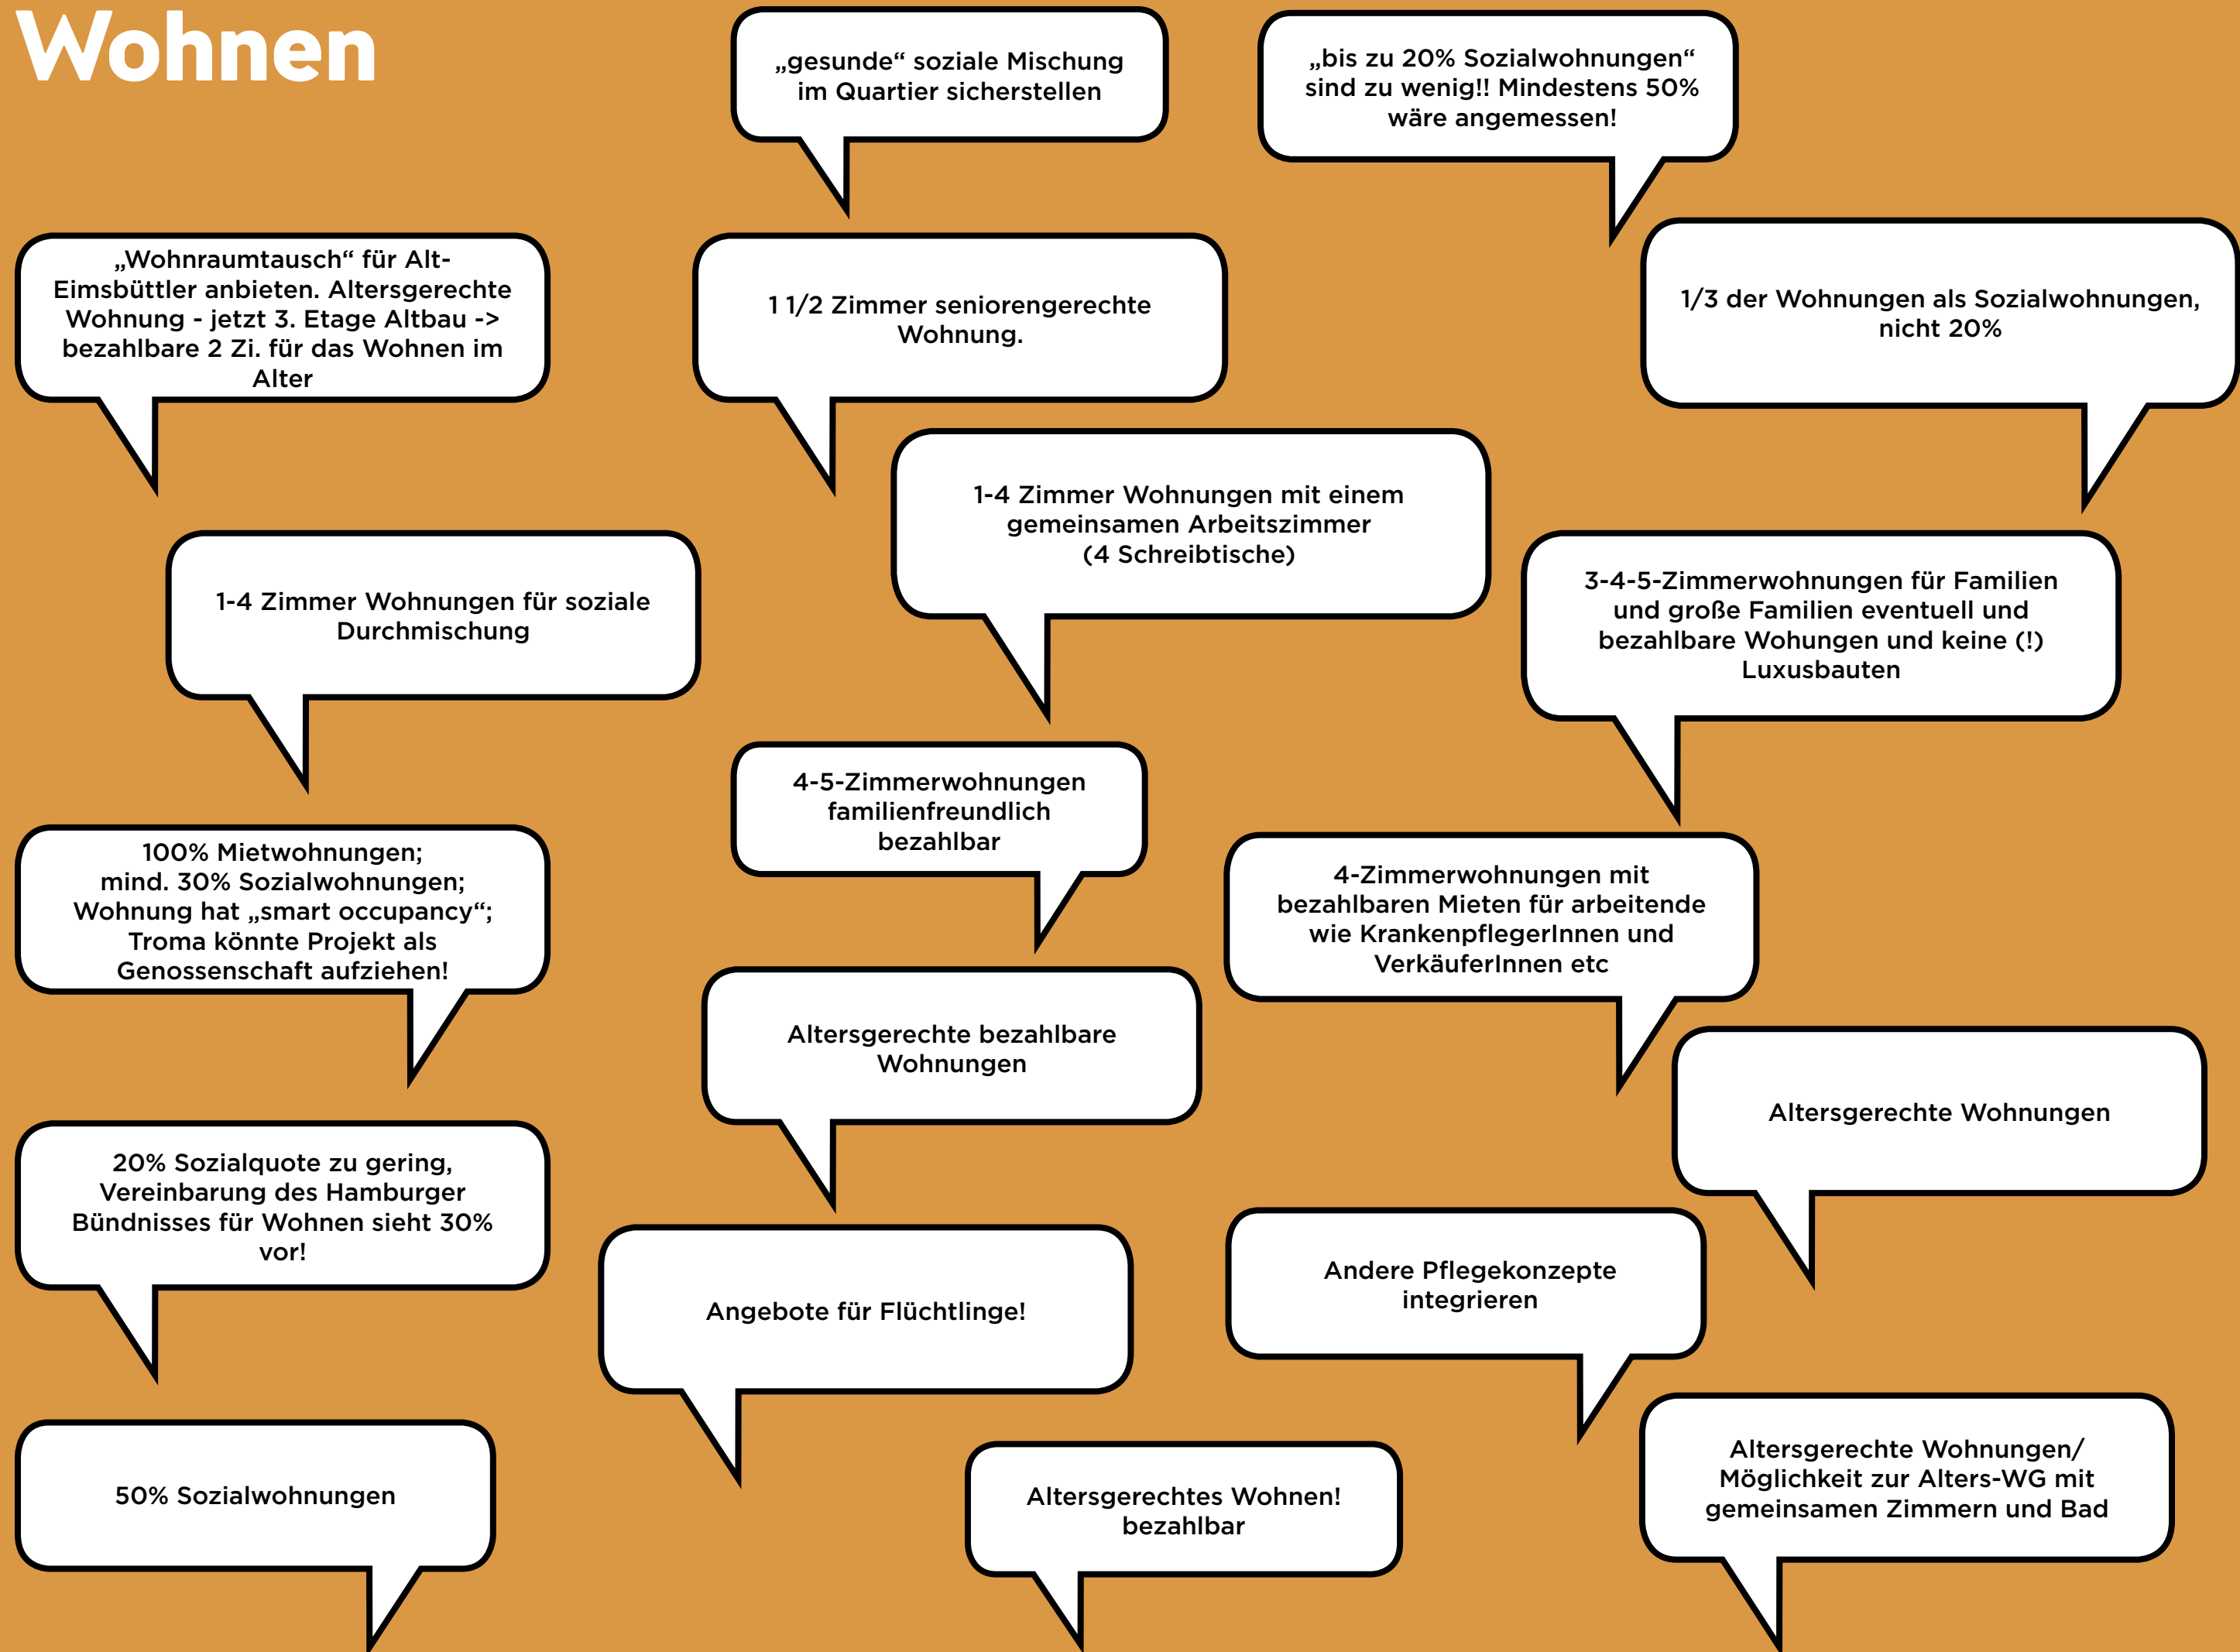 Wohnen
„gesunde“ soziale Mischung
im Quartier sicherstellen
„bis zu 20% Sozialwohnungen“
sind zu wenig!! Mindestens 50%
wäre angemessen!
„Wohnraumtausch“ für Alt-
Eimsbüttler anbieten. Altersgerechte
Wohnung - jetzt 3. Etage Altbau ->
bezahlbare 2 Zi. für das Wohnen im
Alter
1 1/2 Zimmer seniorengerechte
Wohnung.
1/3 der Wohnungen als Sozialwohnungen,
nicht 20%
1-4 Zimmer Wohnungen mit einem
gemeinsamen Arbeitszimmer
(4 Schreibtische)
1-4 Zimmer Wohnungen für soziale
Durchmischung
3-4-5-Zimmerwohnungen für Familien
und große Familien eventuell und
bezahlbare Wohungen und keine (!)
Luxusbauten
4-5-Zimmerwohnungen
familienfreundlich
bezahlbar
100% Mietwohnungen;
mind. 30% Sozialwohnungen;
Wohnung hat „smart occupancy“;
Troma könnte Projekt als
Genossenschaft aufziehen!
4-Zimmerwohnungen mit
bezahlbaren Mieten für arbeitende
wie KrankenpflegerInnen und
VerkäuferInnen etc
Altersgerechte bezahlbare
Wohnungen
Altersgerechte Wohnungen
20% Sozialquote zu gering,
Vereinbarung des Hamburger
Bündnisses für Wohnen sieht 30%
vor!
Angebote für Flüchtlinge!
Andere Pflegekonzepte
integrieren
50% Sozialwohnungen
Altersgerechtes Wohnen!
bezahlbar
Altersgerechte Wohnungen/
Möglichkeit zur Alters-WG mit
gemeinsamen Zimmern und Bad